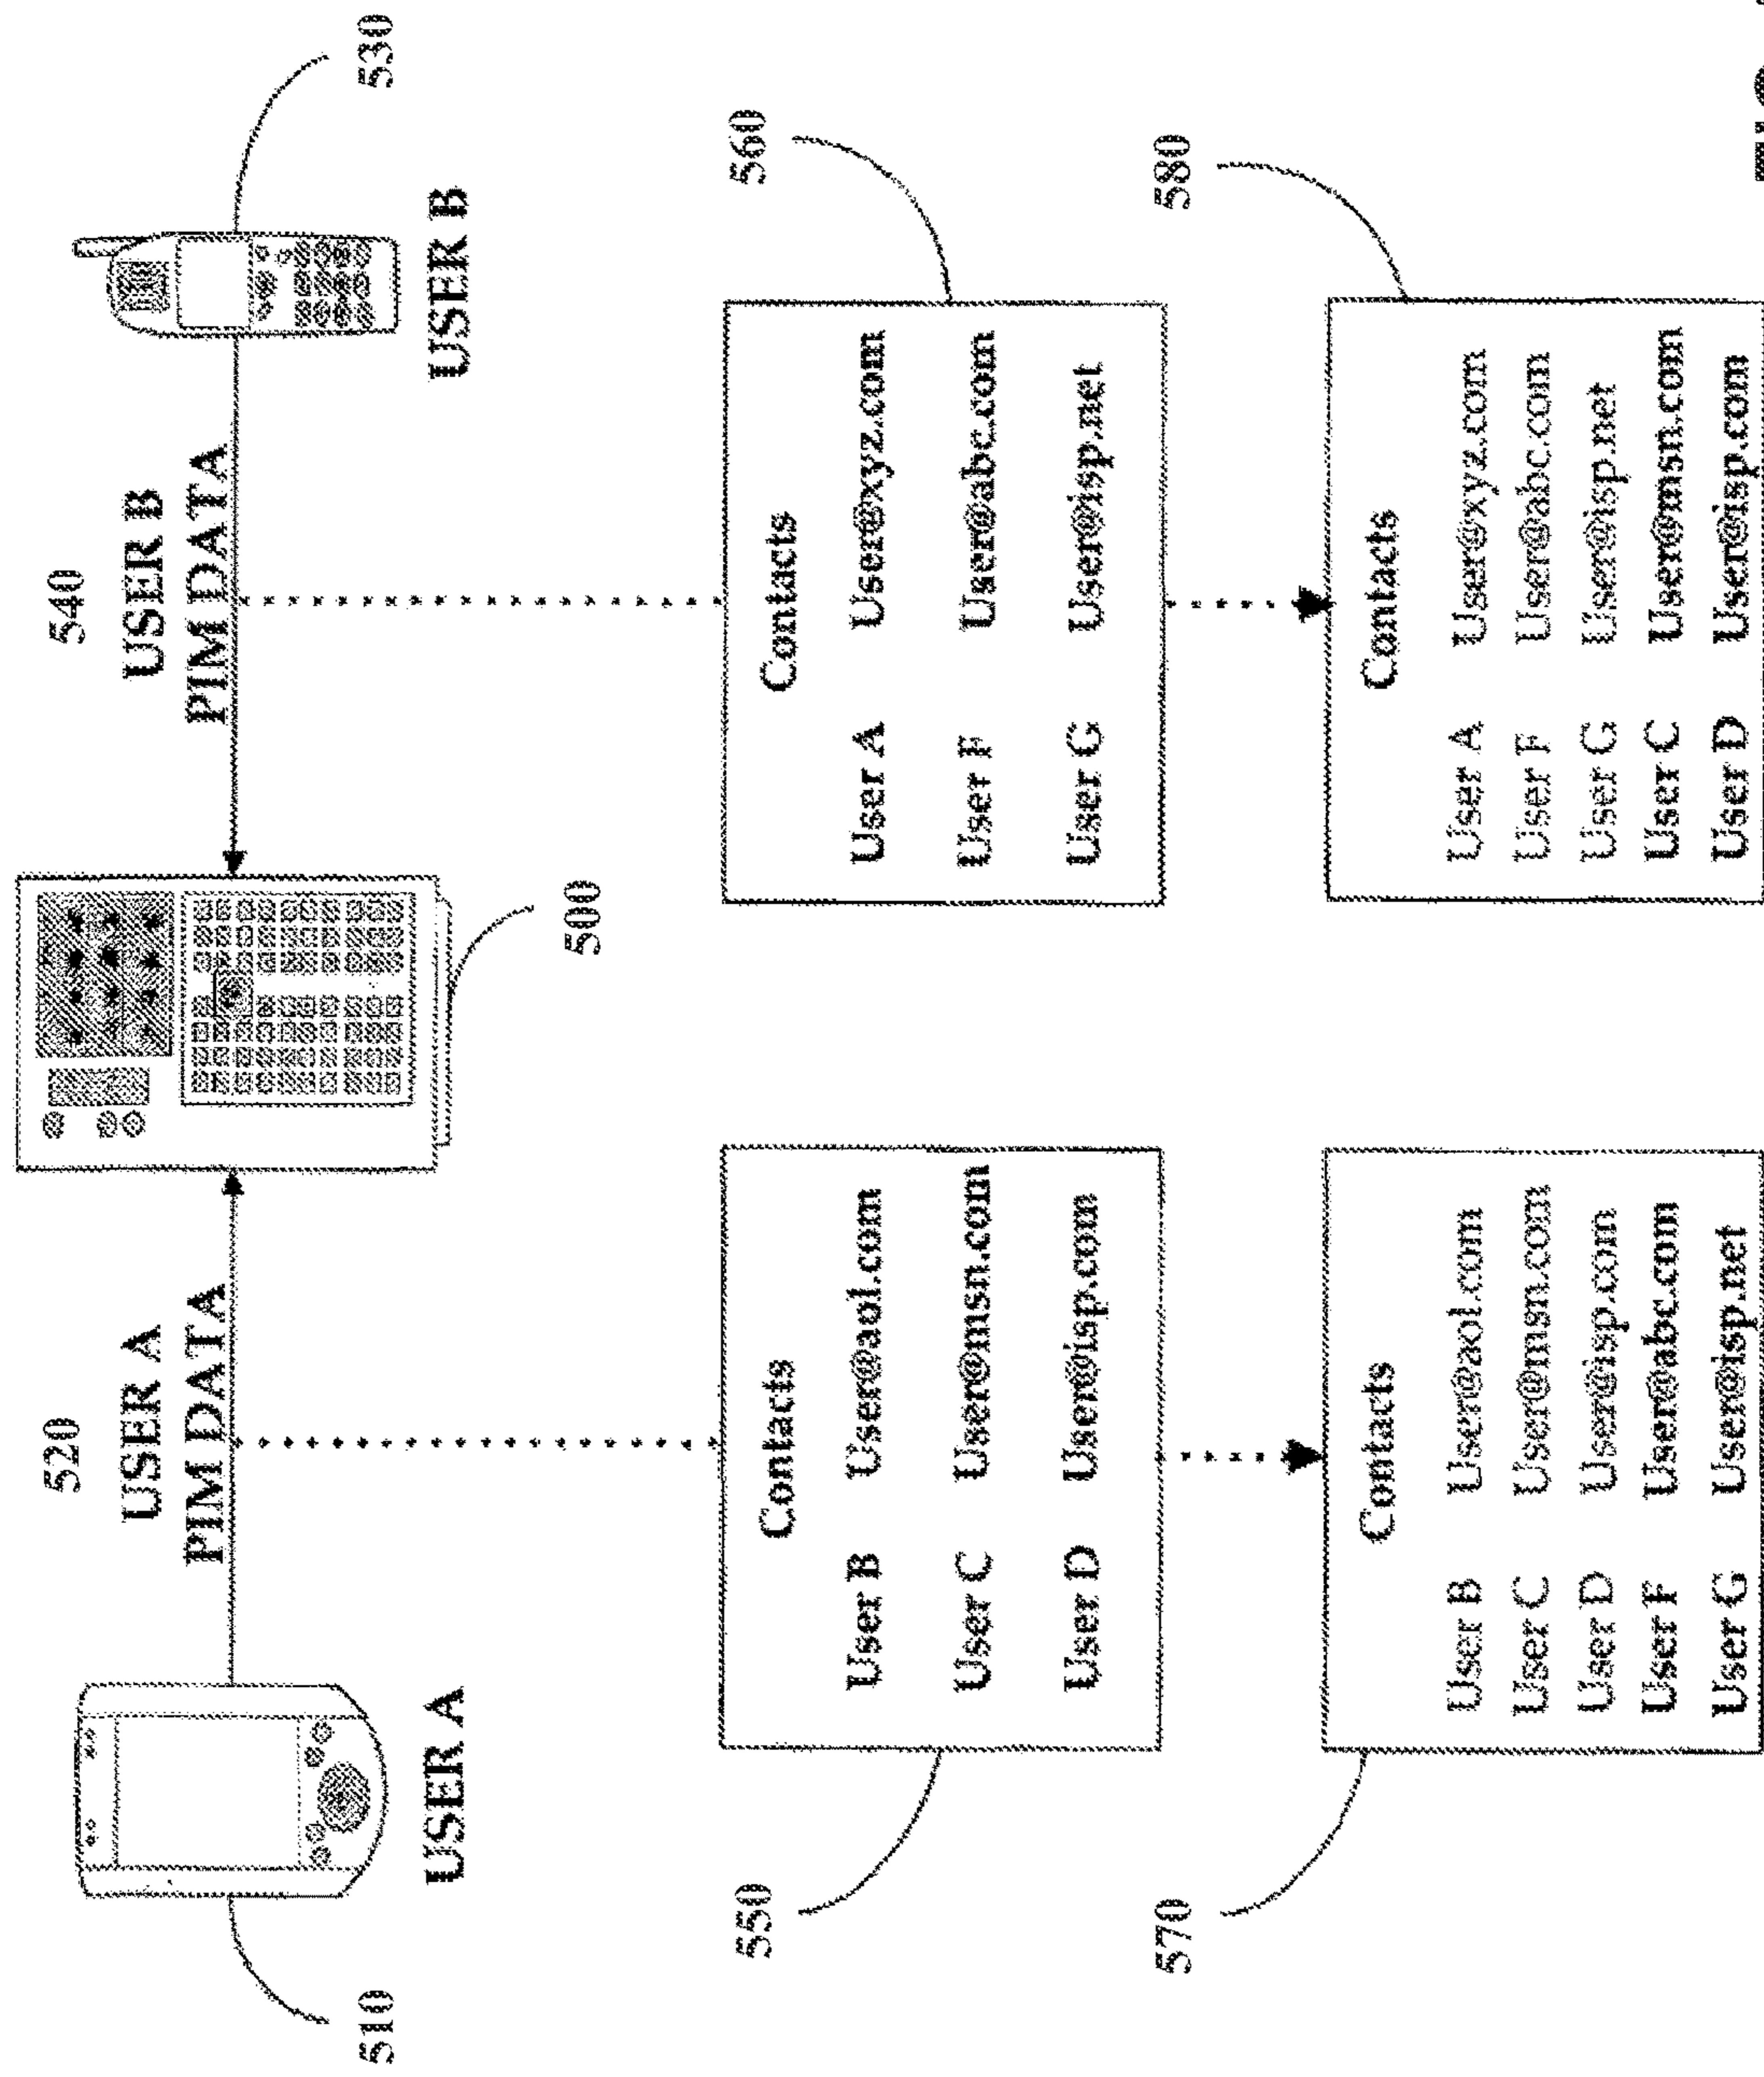 520
USER A
PIM DATA
540
USER B
PIM DATA
510
USER A
500
USER B
530
550
Contacts
User B User@aol.com
User C User@msn.com
User D User@isp.com
560
Contacts
User A User@xyz.com
User F User@abc.com
User G User@isp.net
570
Contacts
User B User@aol.com
User C User@msn.com
User D User@isp.com
User F User@abc.com
User G User@isp.net
580
Contacts
User A User@xyz.com
User F User@abc.com
User G User@isp.net
User C User@msn.com
User D User@isp.com